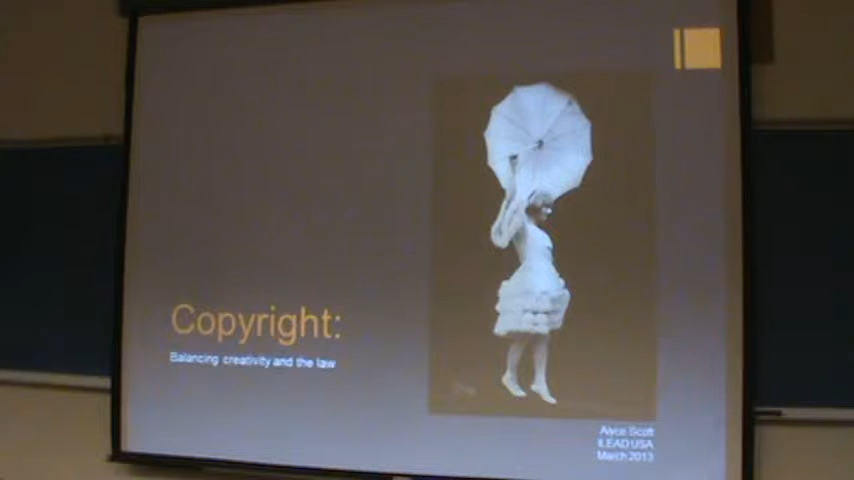 Copyright:
Balancing creativity and the law
Alyce Scott
ILEAD USA
March 2013